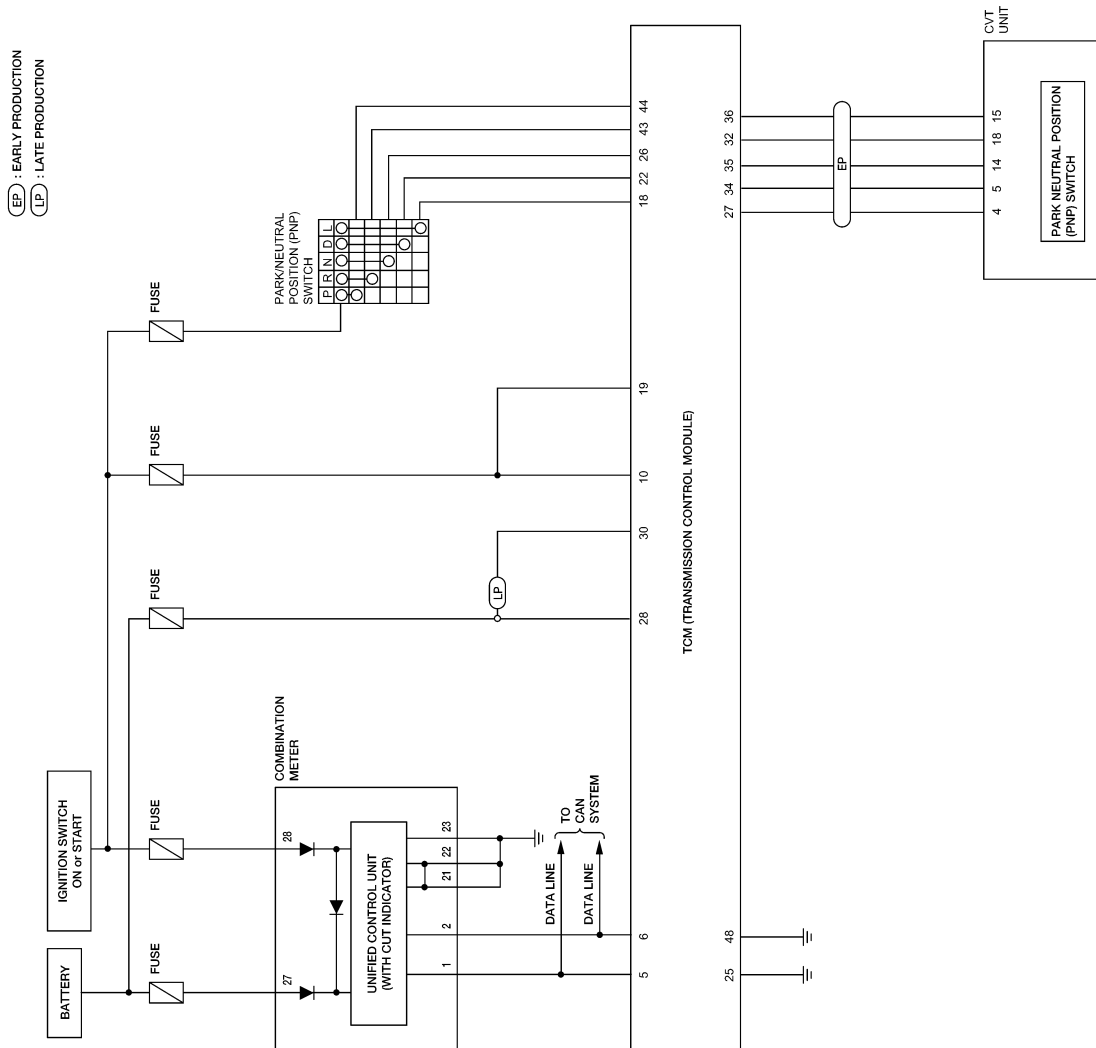 EP : EARLY PRODUCTION
LP : LATE PRODUCTION
CVT
UNIT
44
43
26
22
18
36
32
35
34
27
EP
15
18
14
5
4
PARK NEUTRAL POSITION
(PNP) SWITCH
PARK/NEUTRAL
POSITION (PNP)
SWITCH
P R N D L
FUSE
FUSE
19
10
TCM (TRANSMISSION CONTROL MODULE)
30
LP
FUSE
28
IGNITION SWITCH
ON or START
FUSE
COMBINATION
METER
28
UNIFIED CONTROL UNIT
(WITH CUT INDICATOR)
23
22
21
2
1
TO
CAN
SYSTEM
DATA LINE
DATA LINE
BATTERY
FUSE
27
6
5
48
25